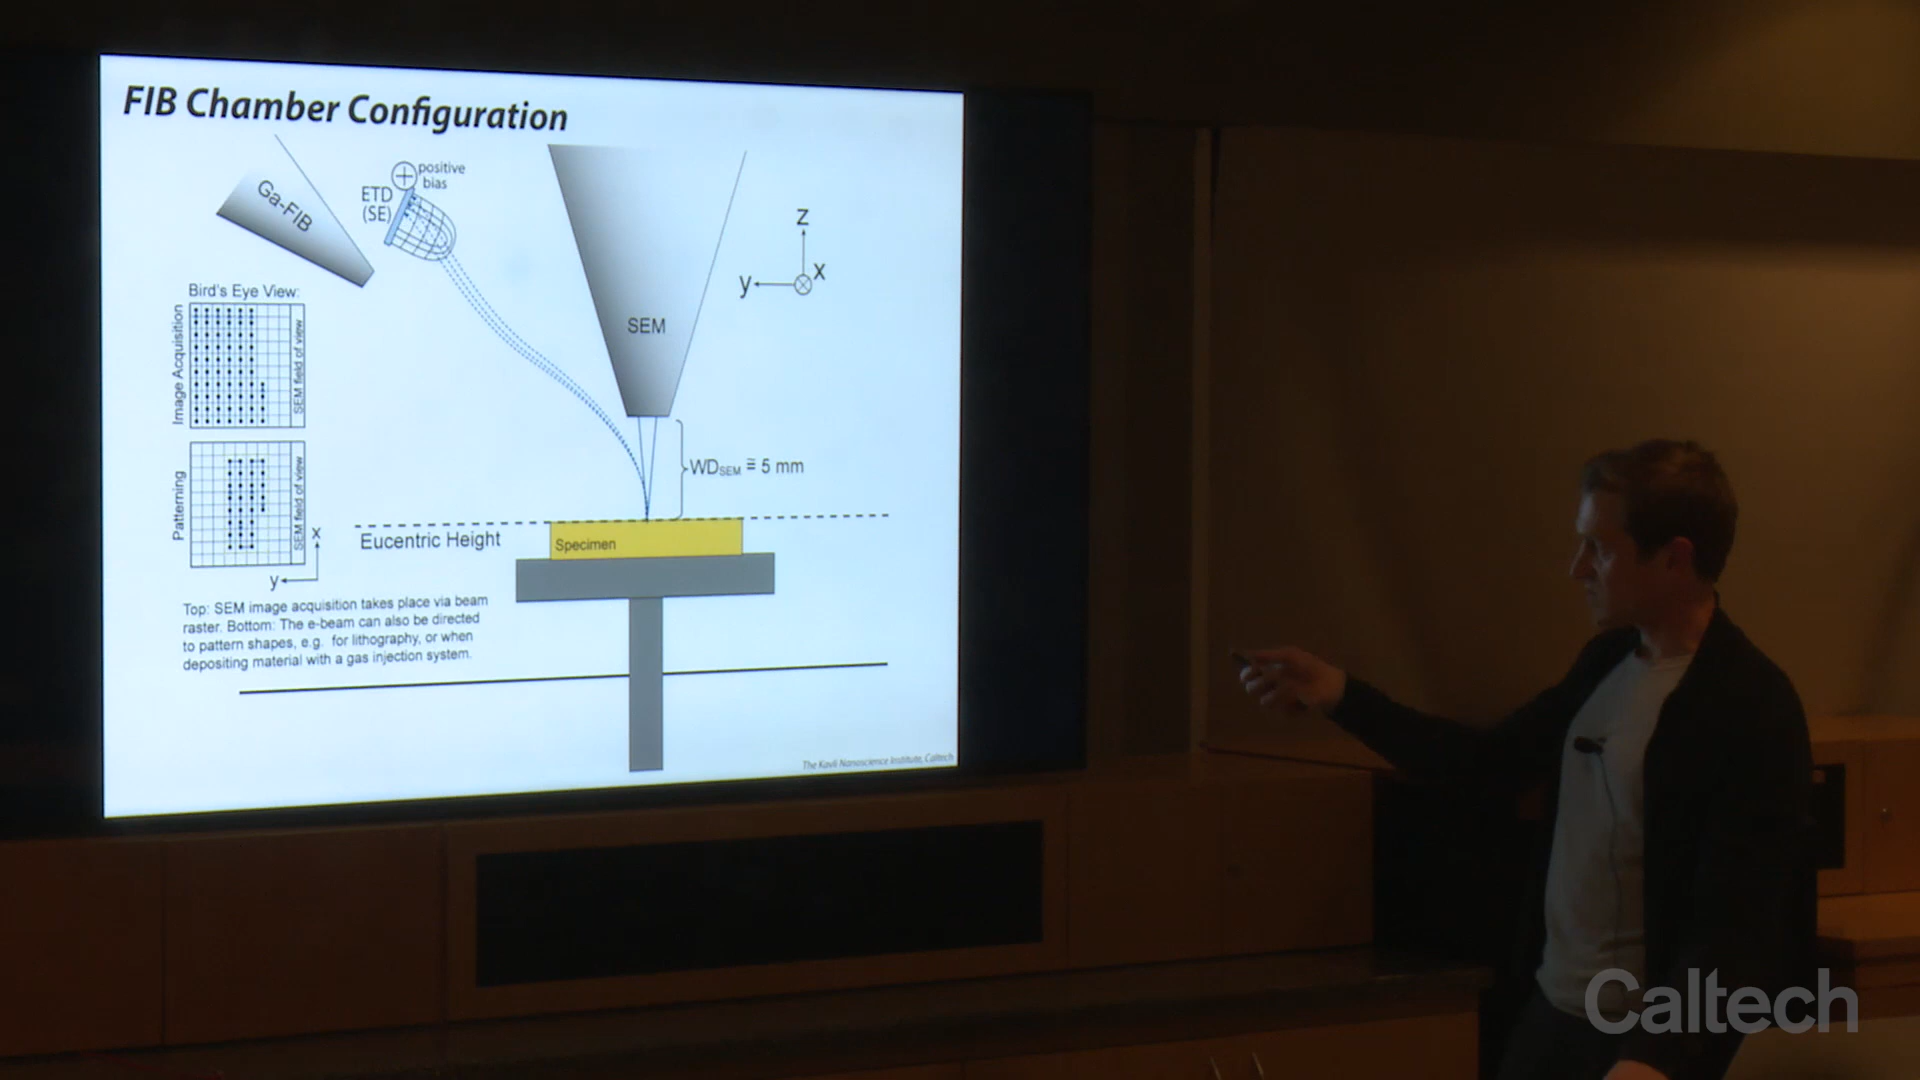 FIB Chamber Configuration
Ga-FIB
positive
bias
ETD
(SE)
SEM
z
y
x
Bird's Eye View:
Image Acquisition
SEM field of view
Patterning
SEM field of view
x
y
WDSEM ≅ 5 mm
Eucentric Height
Specimen
Top: SEM image acquisition takes place via beam
raster. Bottom: The e-beam can also be directed
to pattern shapes, e.g. for lithography, or when
depositing material with a gas injection system.
The Kavli Nanoscience Institute, Caltech
Caltech